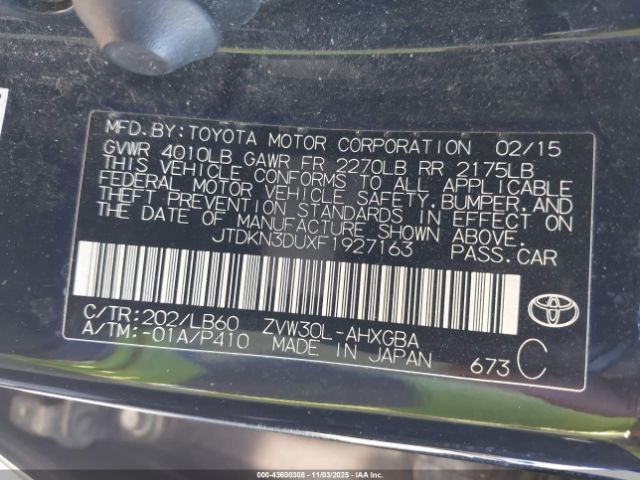 MFD.BY:TOYOTA MOTOR CORPORATION 02/15
GVWR 4010LB GAWR FR 2270LB RR 2175LB
THIS VEHICLE CONFORMS TO ALL APPLICABLE
FEDERAL MOTOR VEHICLE SAFETY,BUMPER,AND
THEFT PREVENTION STANDARDS IN EFFECT ON
THE DATE OF MANUFACTURE SHOWN ABOVE.
JTDKN3DUXF1927163 PASS.CAR
C/TR:202/LB60 ZVW30L-AHXGBA
A/TM:-01A/P410 MADE IN JAPAN 673 C
TOYOTA
000-43600308 - 11/03/2025 - IAA Inc.